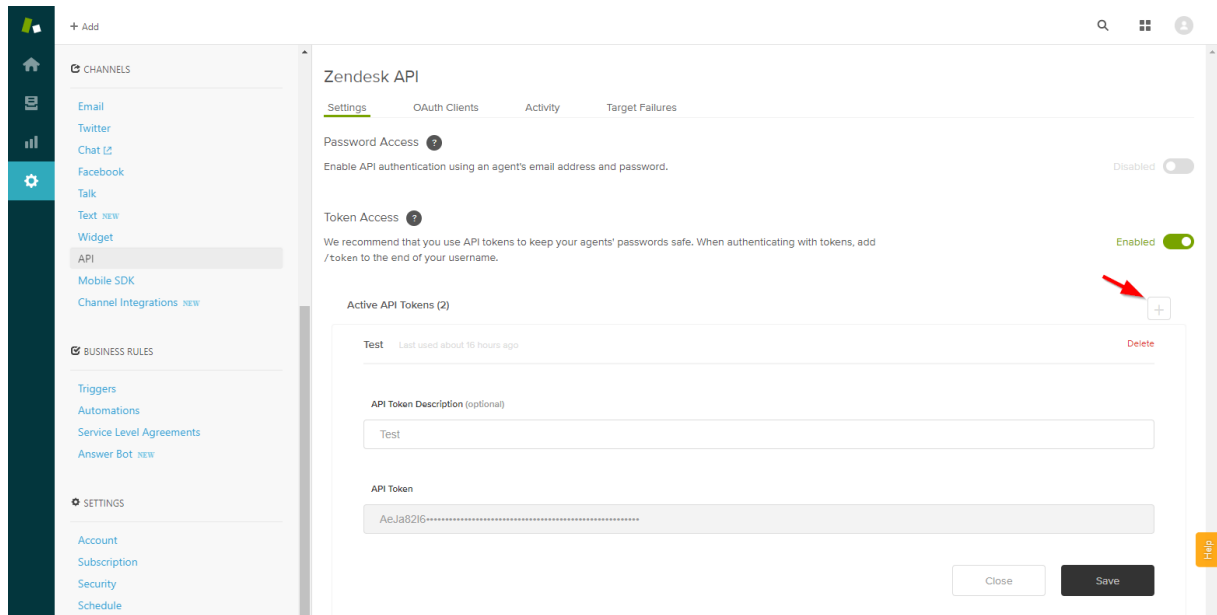 + Add
CHANNELS
Email
Twitter
Chat
Facebook
Talk
Text NEW
Widget
API
Mobile SDK
Channel Integrations NEW
BUSINESS RULES
Triggers
Automations
Service Level Agreements
Answer Bot NEW
SETTINGS
Account
Subscription
Security
Schedule
Zendesk API
Settings OAuth Clients Activity Target Failures
Password Access ?
Enable API authentication using an agent's email address and password.
Disabled
Token Access ?
We recommend that you use API tokens to keep your agents' passwords safe. When authenticating with tokens, add
/token to the end of your username.
Enabled
Active API Tokens (2)
+
Test Last used about 16 hours ago Delete
API Token Description (optional)
Test
API Token
AeJa82I6••••••••••••••••••••••••••••••••••••••••••••••••••••••••
Close Save
Help